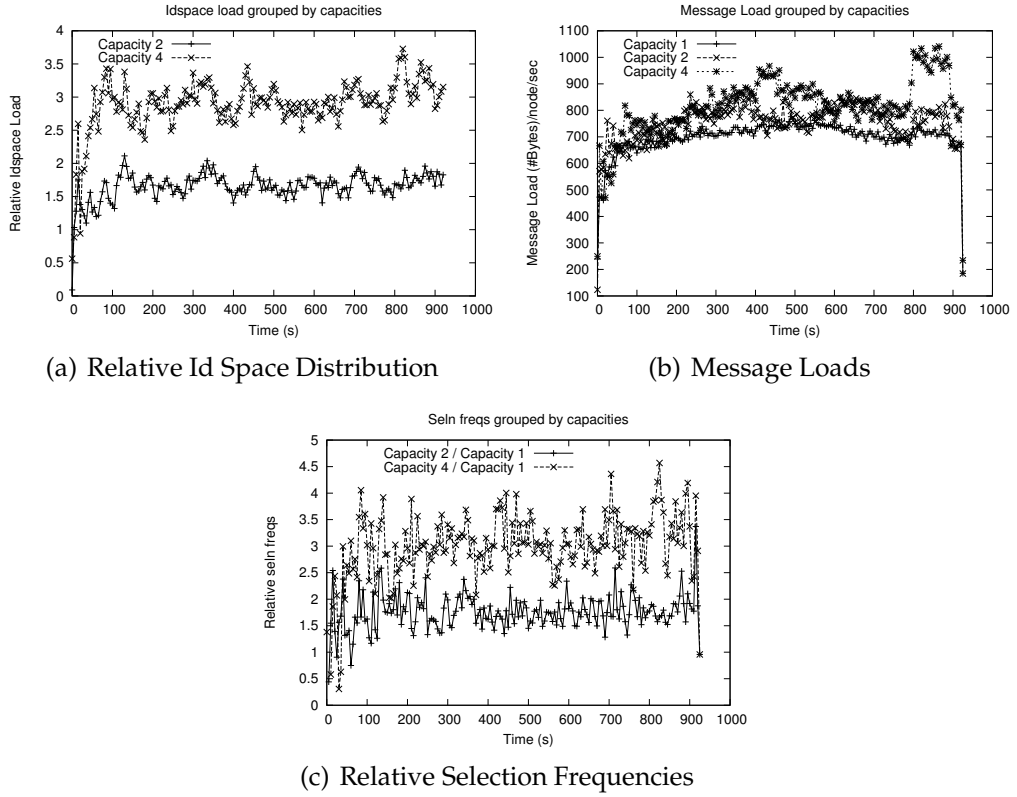 Idspace load grouped by capacities
Capacity 2
Capacity 4
Relative Idspace Load
4
3.5
3
2.5
2
1.5
1
0.5
0
0 100 200 300 400 500 600 700 800 900 1000
Time (s)
(a) Relative Id Space Distribution
Message Load grouped by capacities
Capacity 1
Capacity 2
Capacity 4
Message Load (#Bytes)/node/sec
1100
1000
900
800
700
600
500
400
300
200
100
0 100 200 300 400 500 600 700 800 900 1000
Time (s)
(b) Message Loads
Seln freqs grouped by capacities
Capacity 2 / Capacity 1
Capacity 4 / Capacity 1
Relative seln freqs
5
4.5
4
3.5
3
2.5
2
1.5
1
0.5
0
0 100 200 300 400 500 600 700 800 900 1000
Time (s)
(c) Relative Selection Frequencies